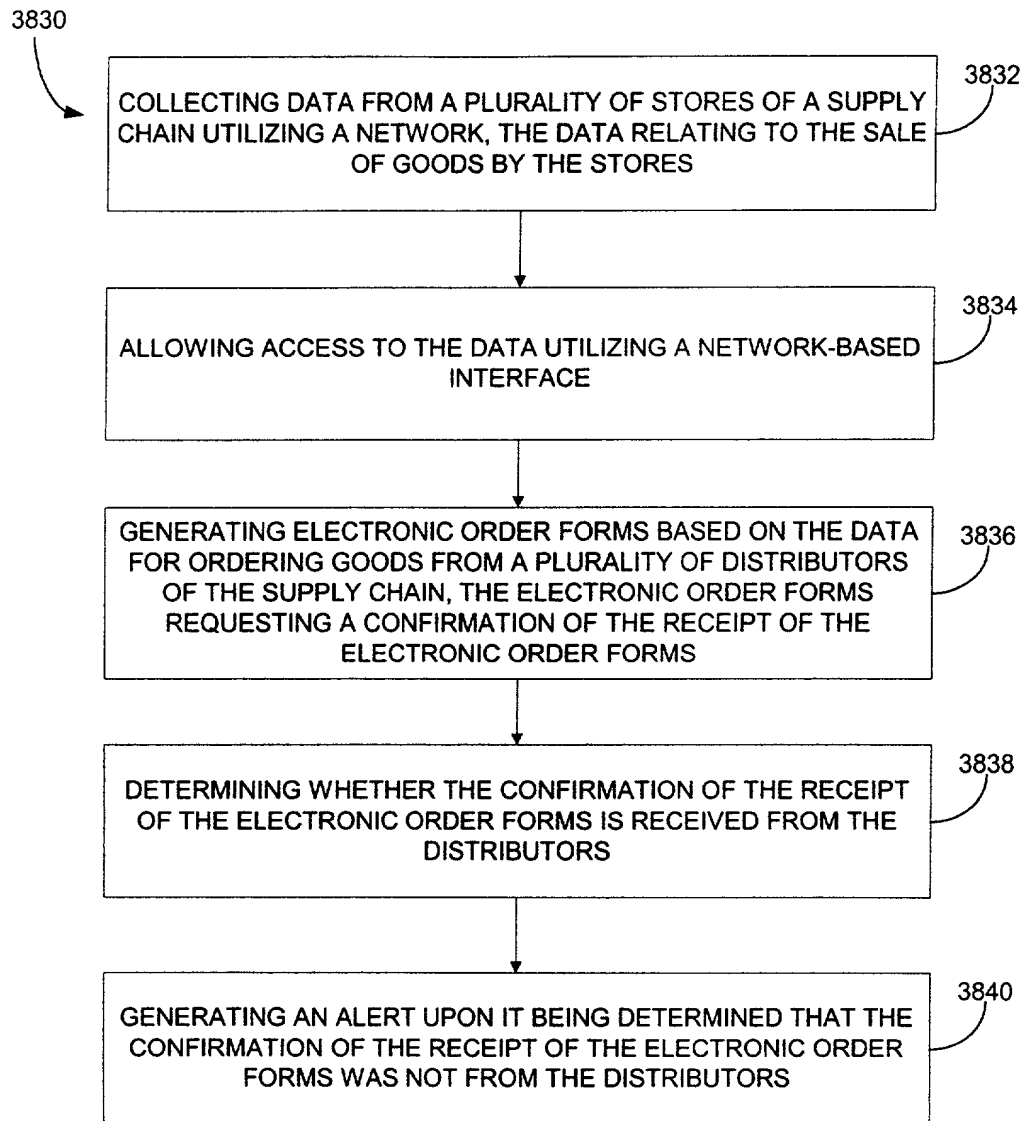 3830
3832
COLLECTING DATA FROM A PLURALITY OF STORES OF A SUPPLY
CHAIN UTILIZING A NETWORK, THE DATA RELATING TO THE SALE
OF GOODS BY THE STORES
3834
ALLOWING ACCESS TO THE DATA UTILIZING A NETWORK-BASED
INTERFACE
3836
GENERATING ELECTRONIC ORDER FORMS BASED ON THE DATA
FOR ORDERING GOODS FROM A PLURALITY OF DISTRIBUTORS
OF THE SUPPLY CHAIN, THE ELECTRONIC ORDER FORMS
REQUESTING A CONFIRMATION OF THE RECEIPT OF THE
ELECTRONIC ORDER FORMS
3838
DETERMINING WHETHER THE CONFIRMATION OF THE RECEIPT
OF THE ELECTRONIC ORDER FORMS IS RECEIVED FROM THE
DISTRIBUTORS
3840
GENERATING AN ALERT UPON IT BEING DETERMINED THAT THE
CONFIRMATION OF THE RECEIPT OF THE ELECTRONIC ORDER
FORMS WAS NOT FROM THE DISTRIBUTORS